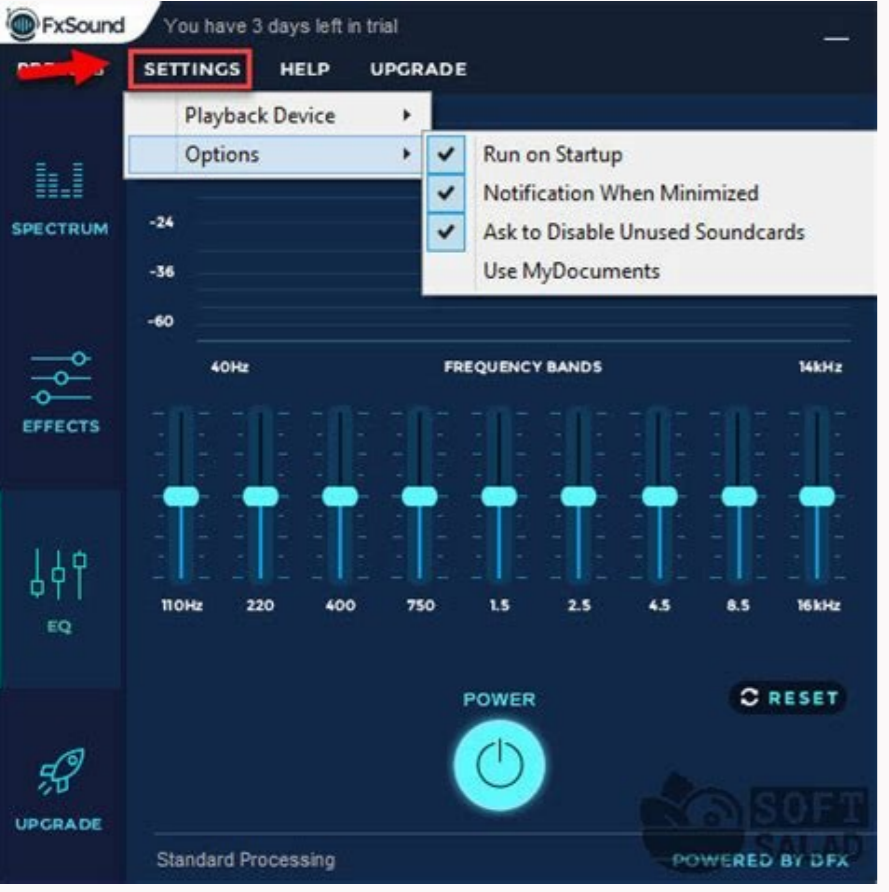 FxSound You have 3 days left in trial
SETTINGS HELP UPGRADE
Playback Device
Options
Run on Startup
Notification When Minimized
Ask to Disable Unused Soundcards
Use MyDocuments
SPECTRUM
-24
-36
-60
40Hz FREQUENCY BANDS 14kHz
EFFECTS
110Hz 220 400 750 1.5 2.5 4.5 8.5 16kHz
EQ
POWER
RESET
UPGRADE
SOFT
SALAD
Standard Processing
POWERED BY DFX